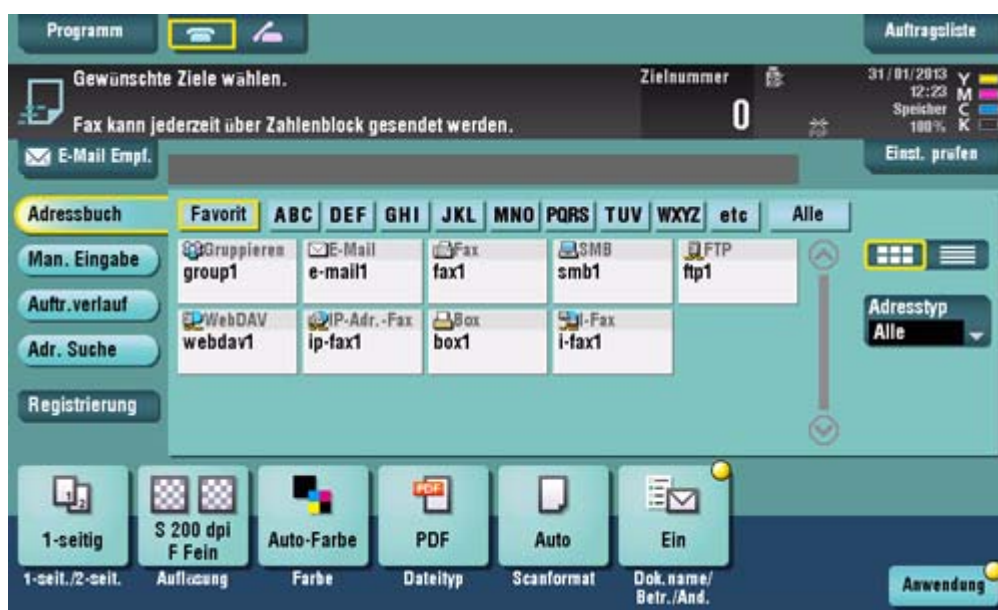 Programm
Auftragsliste
Gewünschte Ziele wählen.
Zielnummer
31/01/2013
12:23
Y
M
Speicher
C
0
Fax kann jederzeit über Zahlenblock gesendet werden.
100%
K
E-Mail Empf.
Einst. prüfen
Adressbuch
Favorit ABC DEF GHI JKL MNO PQRS TUV WXYZ etc Alle
Man. Eingabe
Gruppieren E-Mail Fax SMB FTP
group1 e-mail1 fax1 smb1 ftp1
Auftr.verlauf
Adresstyp
WebDAV IP-Adr.-Fax Box I-Fax
Alle
Adr. Suche
webdav1 ip-fax1 box1 i-fax1
Registrierung
1 2
PDF
1-seitig
S 200 dpi
F Fein
Auto-Farbe
PDF
Auto
Ein
1-seit./2-seit. Auflösung Farbe Dateityp Scanformat Dok.name/
Betr./And.
Anwendung